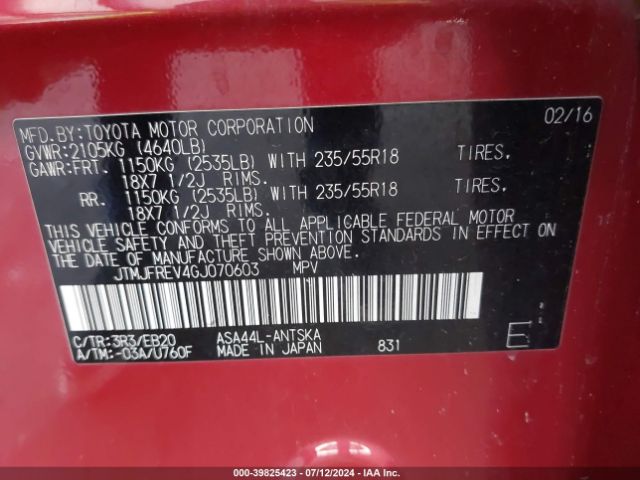 MFD.BY:TOYOTA MOTOR CORPORATION 02/16
GVWR:2105KG (4640LB)
GAWR:FRT. 1150KG (2535LB) WITH 235/55R18 TIRES,
18X7 1/2J RIMS.
RR. 1150KG (2535LB) WITH 235/55R18 TIRES,
18X7 1/2J RIMS.
THIS VEHICLE CONFORMS TO ALL APPLICABLE FEDERAL MOTOR
VEHICLE SAFETY AND THEFT PREVENTION STANDARDS IN EFFECT ON
THE DATE OF MANUFACTURE SHOWN ABOVE.
JTMJFREV4GJ070603 MPV
C/TR:3R3/EB20 ASA44L-ANTSKA
A/TM:-03A/U760F MADE IN JAPAN 831 E
000-39825423 - 07/12/2024 - IAAI.com